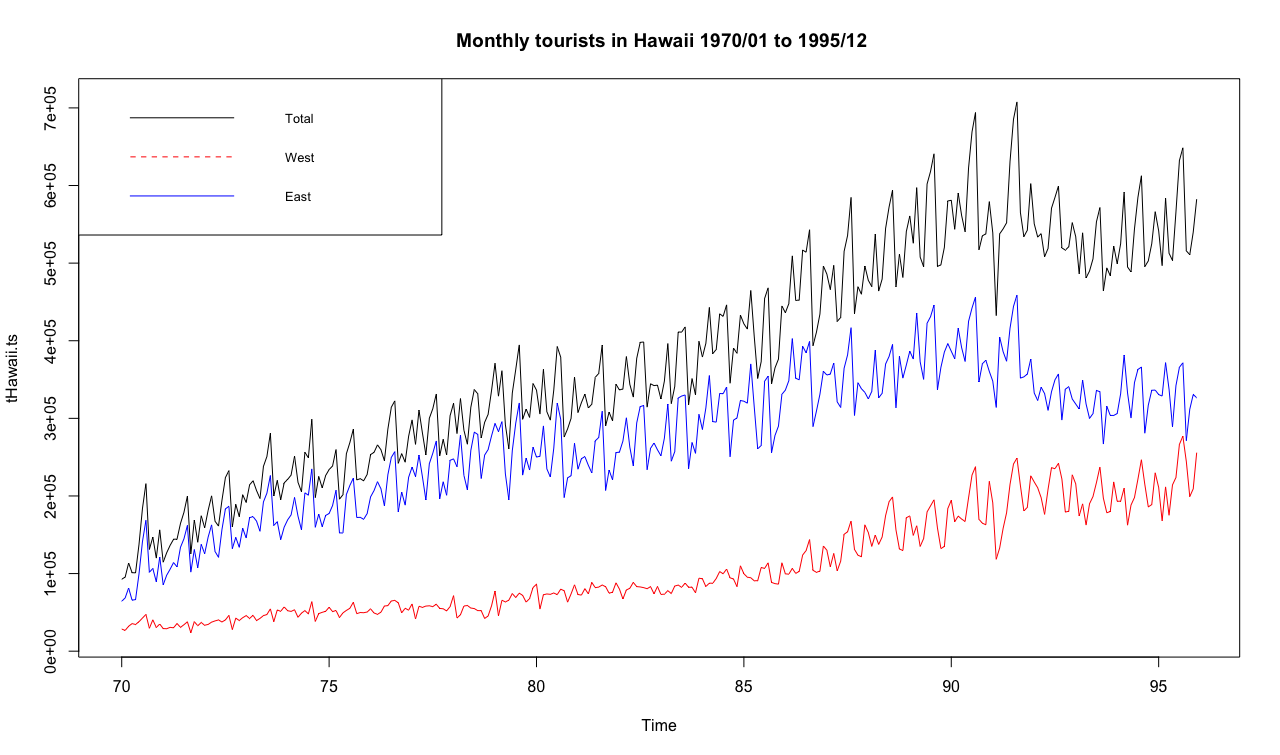 Monthly tourists in Hawaii 1970/01 to 1995/12
Total
West
East
tHawaii.ts
7e+05
6e+05
5e+05
4e+05
3e+05
2e+05
1e+05
0e+00
70 75 80 85 90 95
Time